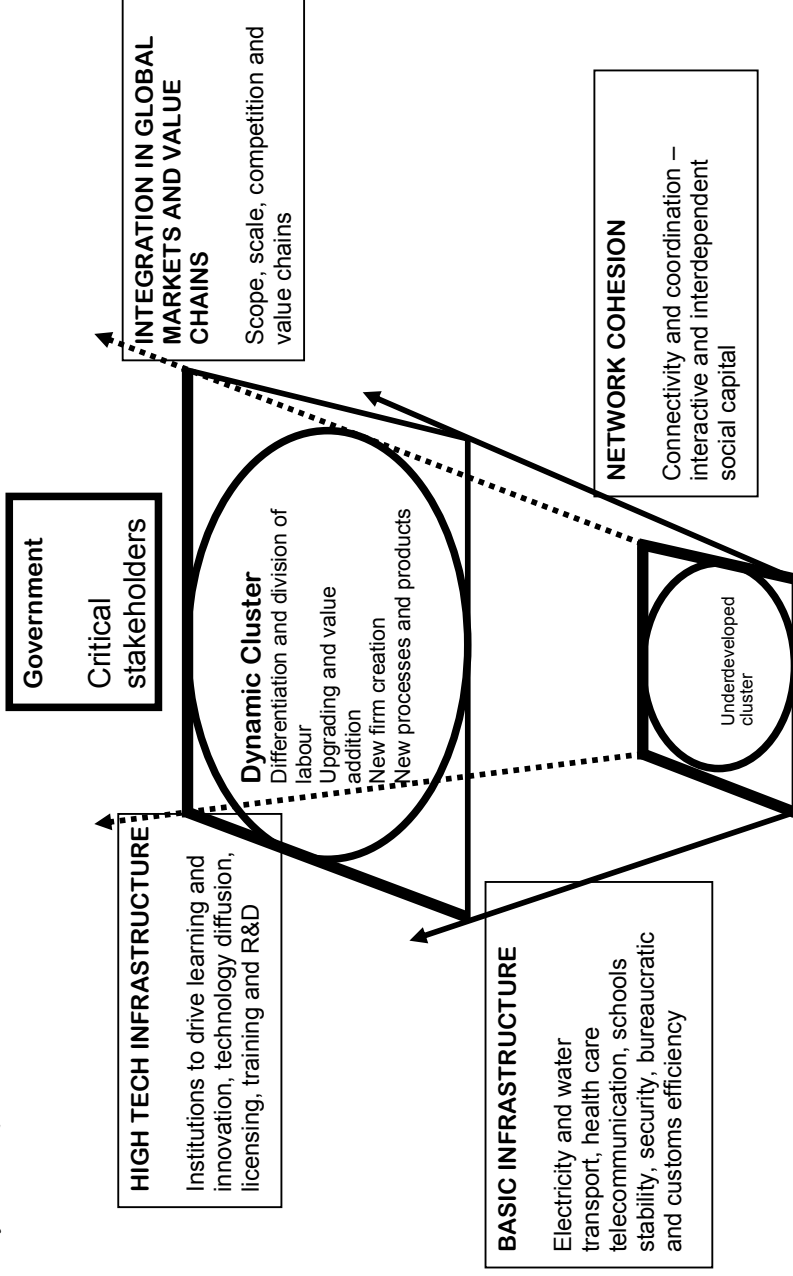 Government
Critical
stakeholders
HIGH TECH INFRASTRUCTURE
Institutions to drive learning and
innovation, technology diffusion,
licensing, training and R&D
INTEGRATION IN GLOBAL
MARKETS AND VALUE
CHAINS
Scope, scale, competition and
value chains
Dynamic Cluster
Differentiation and division of
labour
Upgrading and value
addition
New firm creation
New processes and products
BASIC INFRASTRUCTURE
Electricity and water
transport, health care
telecommunication, schools
stability, security, bureaucratic
and customs efficiency
NETWORK COHESION
Connectivity and coordination –
interactive and interdependent
social capital
Underdeveloped
cluster